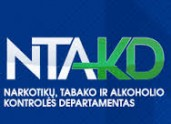 NTAKD
NARKOTIKŲ, TABAKO IR ALKOHOLIO
KONTROLĖS DEPARTAMENTAS